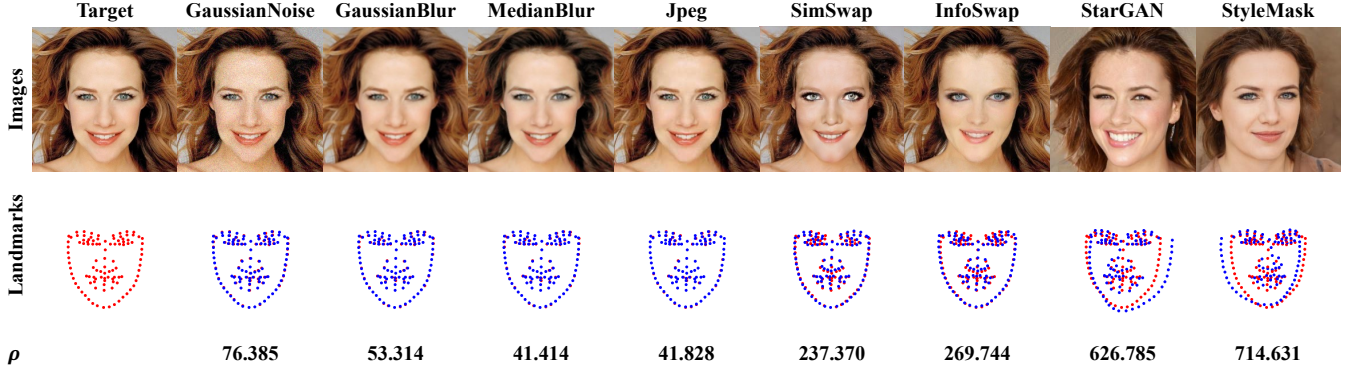 Target GaussianNoise GaussianBlur MedianBlur Jpeg SimSwap InfoSwap StarGAN StyleMask
Images
Landmarks
ρ 76.385 53.314 41.414 41.828 237.370 269.744 626.785 714.631